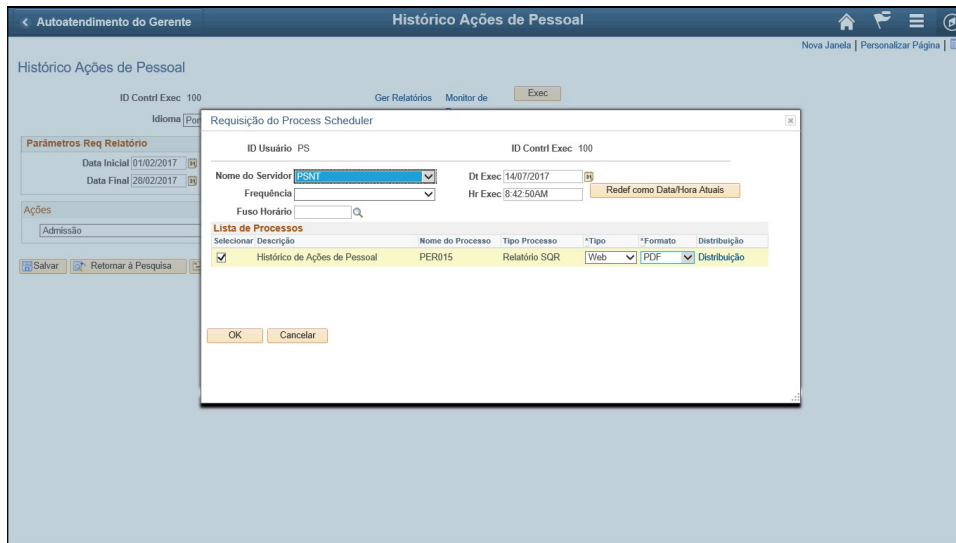 Autoatendimento do Gerente
Histórico Ações de Pessoal
Nova Janela | Personalizar Página |
Histórico Ações de Pessoal
ID Contrl Exec 100
Ger Relatórios Monitor de
Exec
Idioma Por
Parâmetros Req Relatório
Data Inicial 01/02/2017
Data Final 28/02/2017
Ações
Admissão
Salvar Retornar à Pesquisa
Requisição do Process Scheduler
ID Usuário PS ID Contrl Exec 100
Nome do Servidor PSNT Dt Exec 14/07/2017
Frequência Hr Exec 8:42:50AM Redef como Data/Hora Atuais
Fuso Horário
Lista de Processos
Selecionar Descrição Nome do Processo Tipo Processo *Tipo *Formato Distribuição
Histórico de Ações de Pessoal PER015 Relatório SQR Web PDF Distribuição
OK Cancelar